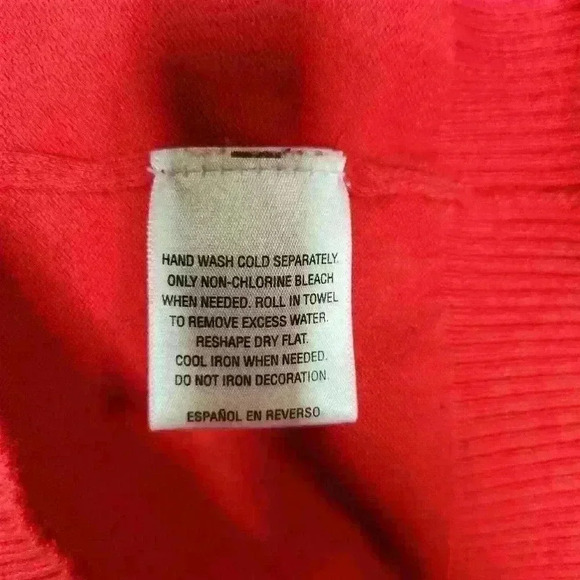 HAND WASH COLD SEPARATELY.
ONLY NON-CHLORINE BLEACH
WHEN NEEDED. ROLL IN TOWEL
TO REMOVE EXCESS WATER.
RESHAPE DRY FLAT.
COOL IRON WHEN NEEDED.
DO NOT IRON DECORATION.
ESPAÑOL EN REVERSO